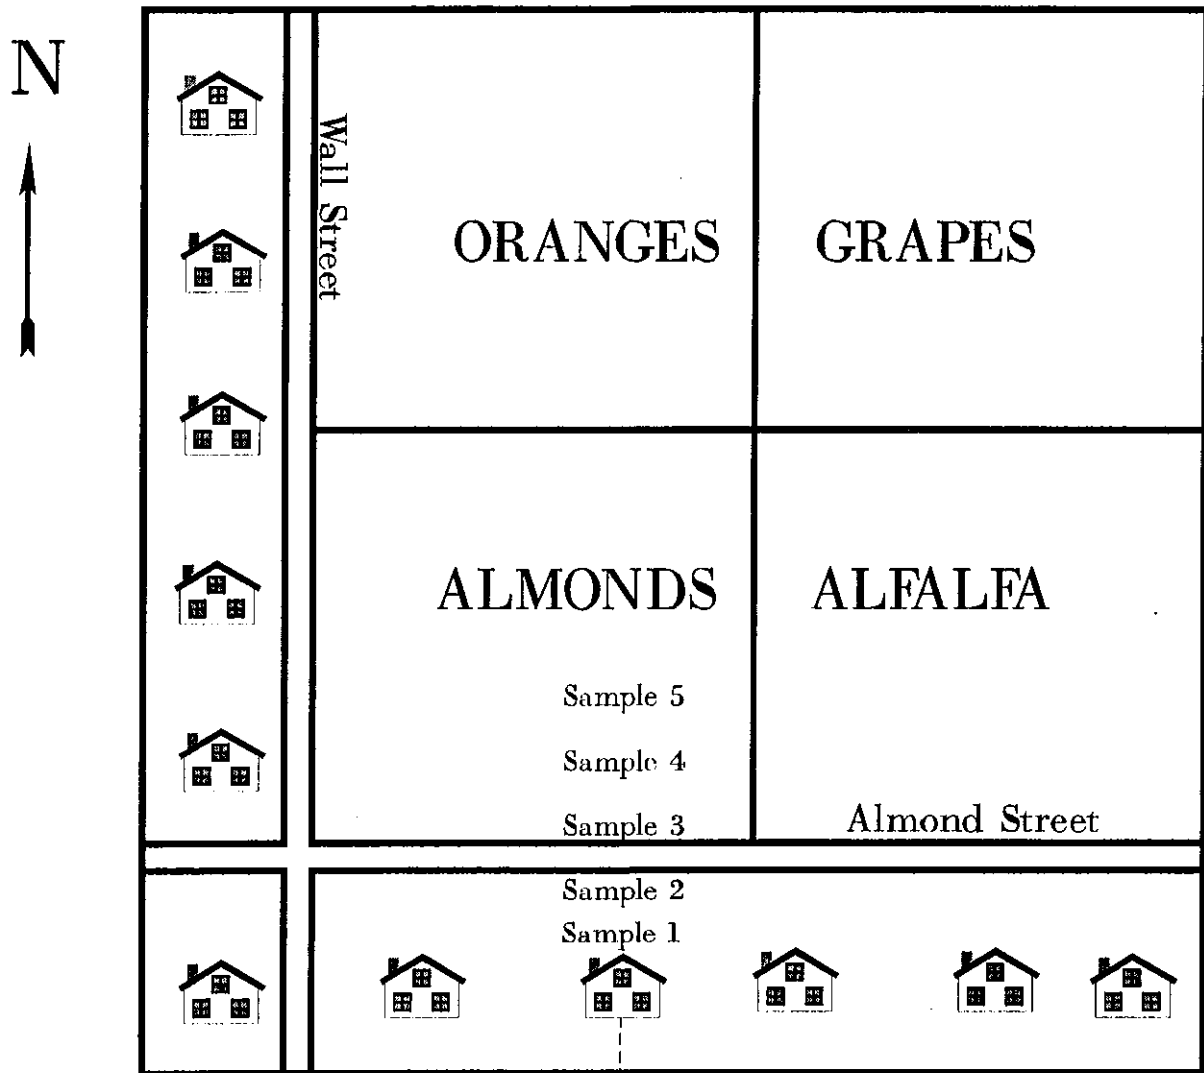 N
Wall Street
ORANGES
GRAPES
ALMONDS
ALFALFA
Sample 5
Sample 4
Sample 3
Almond Street
Sample 2
Sample 1